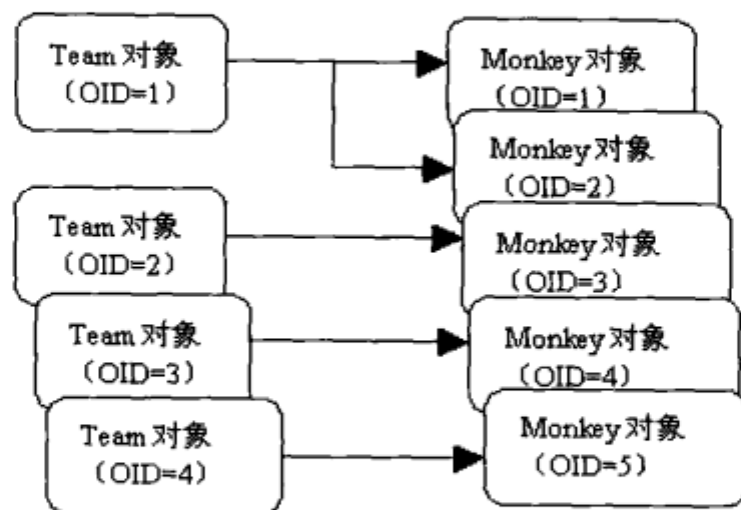 Team 对象
（OID=1）
Monkey 对象
（OID=1）
Monkey 对象
（OID=2）
Team 对象
（OID=2）
Monkey 对象
（OID=3）
Team 对象
（OID=3）
Monkey 对象
（OID=4）
Team 对象
（OID=4）
Monkey 对象
（OID=5）